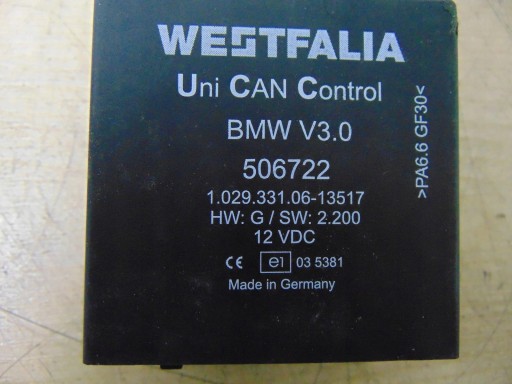 WESTFALIA
Uni CAN Control
BMW V3.0
506722
1.029.331.06-13517
HW: G / SW: 2.200
12 VDC
CE e1 03 5381
Made in Germany
>PA6.6 GF30<